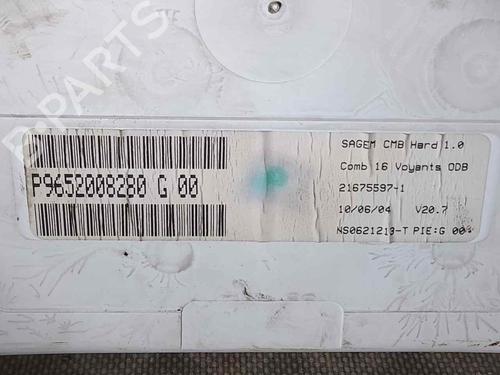 P9652008280 G 00
SAGEM CMB Hard 1.0
Comb 16 Voyants ODB
21675597-1
10/06/04 V20.7
NS0621213-T PIE:G 00
B-PARTS